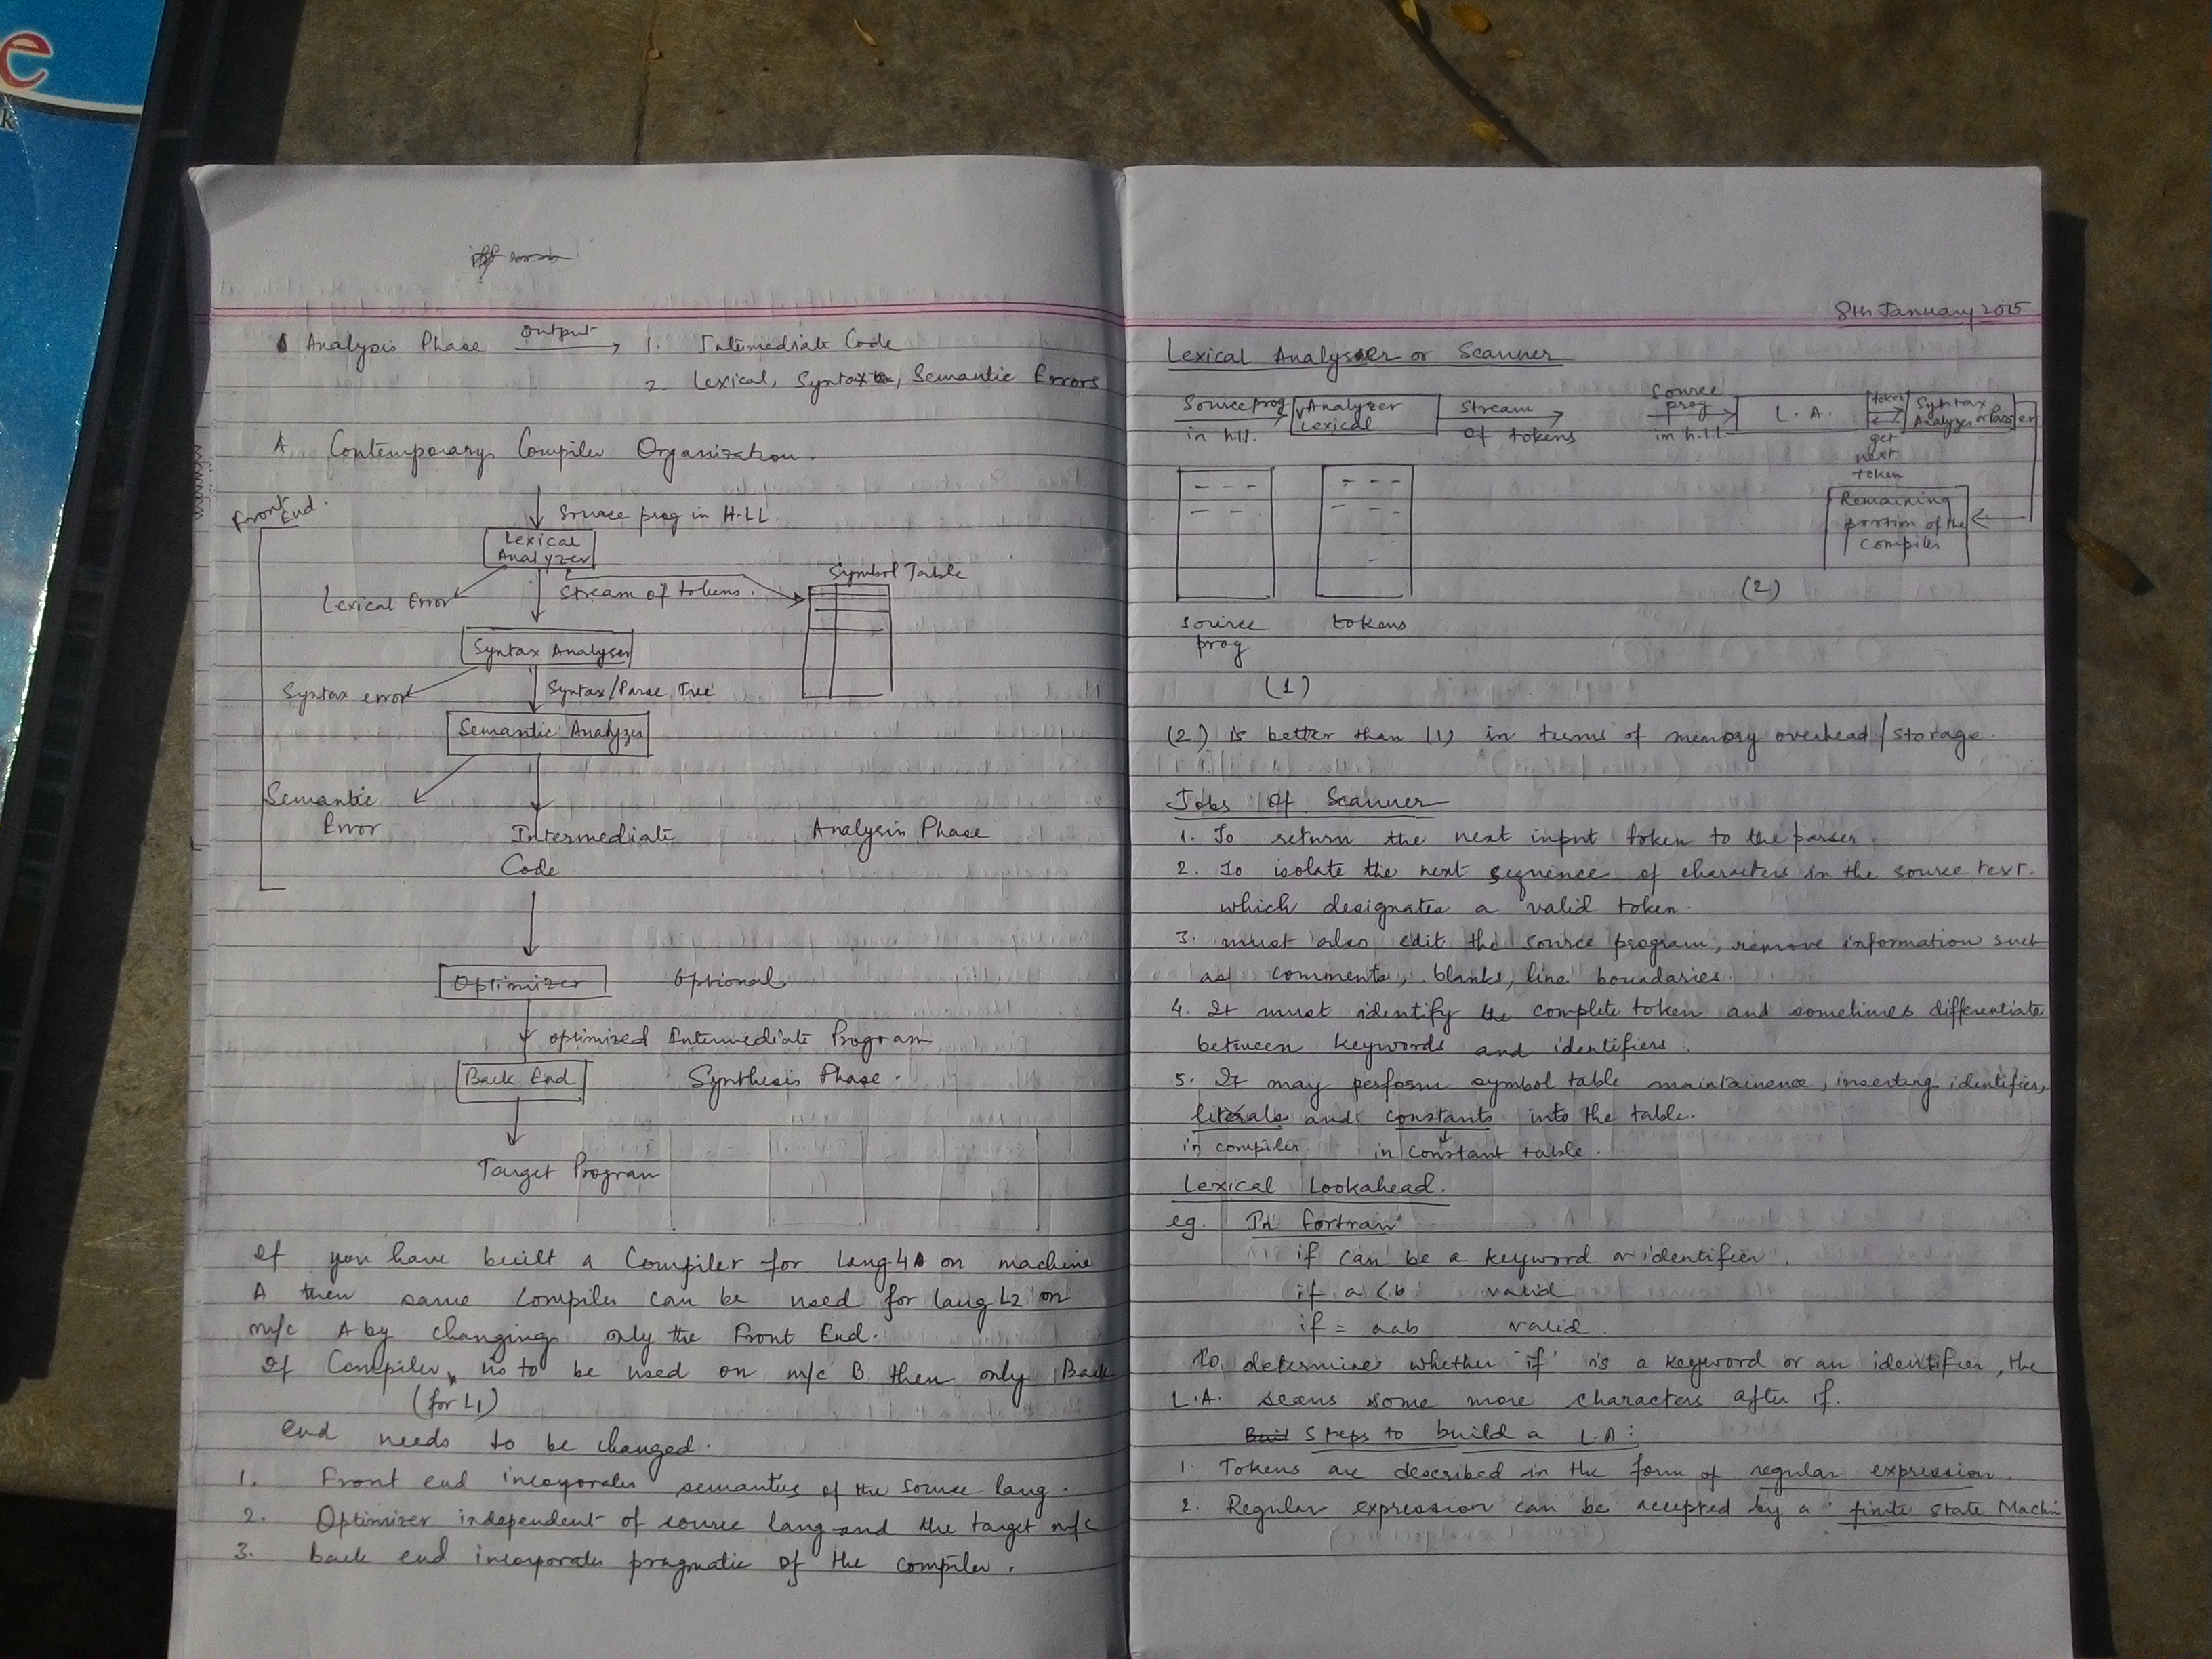 Analysis Phase output → 1. Intermediate Code
2. Lexical, Syntax, Semantic Errors
A Contemporary Compiler Organization.
Front End.
Source prog in H.L.L
Lexical Analyzer
Lexical Error
Stream of tokens.
Symbol Table
Syntax Analyser
Syntax error
Syntax/Parse Tree
Semantic Analyzer
Semantic Error
Intermediate Code
Analysis Phase
Optimizer
Optional
optimized Intermediate Program
Back End
Synthesis Phase.
Target Program
If you have built a Compiler for lang L1 on machine
A then same compiler can be used for lang L2 on
m/c A by changing only the Front End.
If Compiler (for L1) is to be used on m/c B then only Back
end needs to be changed.
1. Front end incorporates semantics of the source lang.
2. Optimizer independent of source lang and the target m/c
3. back end incorporate pragmatic of the compiler.
8th January 2015
Lexical Analyser or Scanner
Source prog in h.l.l.
Lexical Analyzer
Stream of tokens
Source prog in h.l.l
L.A.
token
get next token
Syntax Analyzer
Remaining portion of the compiler
(2)
source prog
tokens
(1)
(2) is better than (1) in terms of memory overhead/storage.
Jobs of Scanner
1. To return the next input token to the parser
2. To isolate the next sequence of characters in the source text.
which designates a valid token.
3. must also edit the source program, remove information such
as comments, blanks, line boundaries.
4. It must identify the complete token and sometimes differentiate
between keywords and identifiers.
5. It may perform symbol table maintainence, inserting identifier,
literals and constants into the table.
in compiler. in constant table.
Lexical Lookahead.
eg. In Fortran
if can be a keyword or identifier.
if a<b valid
if = a+b valid.
To determines whether 'if' is a keyword or an identifier, the
L.A. scans some more characters after if.
Steps to build a L.A:
1. Tokens are described in the form of regular expression.
2. Regular expression can be accepted by a finite state Machi